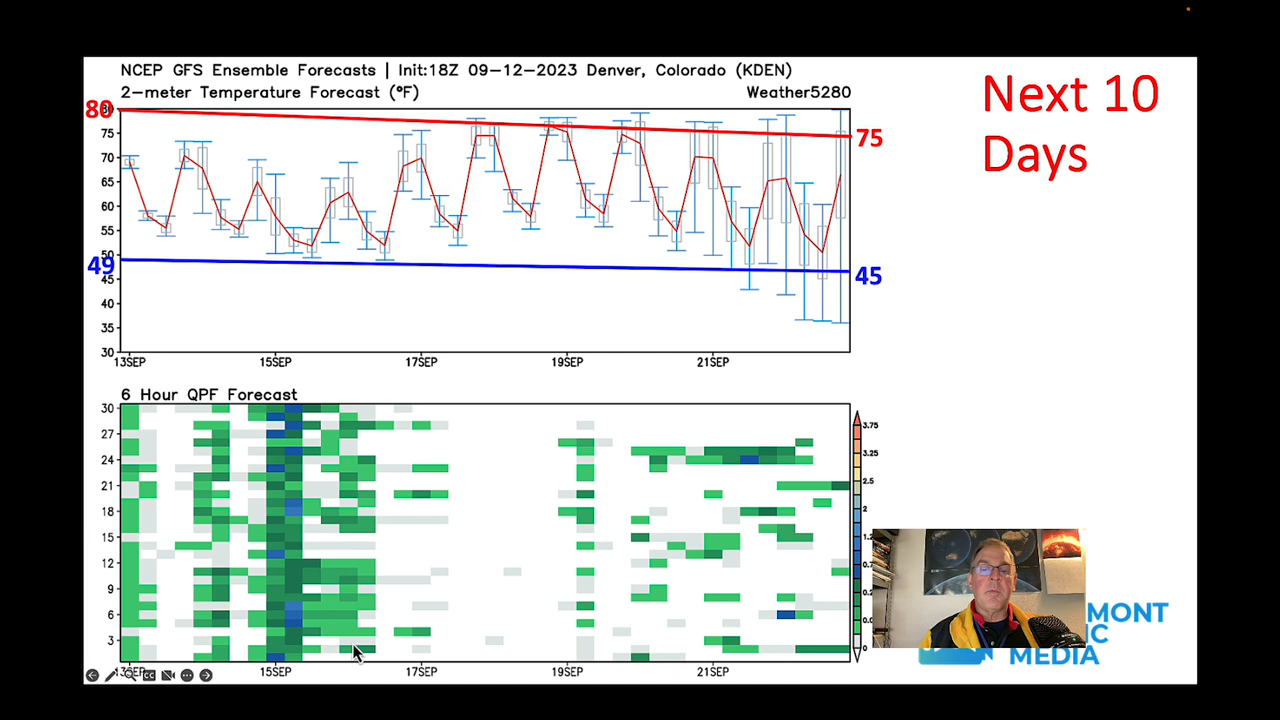 NCEP GFS Ensemble Forecasts | Init:18Z 09–12–2023 Denver, Colorado (KDEN)
2–meter Temperature Forecast (°F)
Weather5280
Next 10
Days
80
75
49
45
80
75
70
65
60
55
50
45
40
35
30
13SEP
15SEP
17SEP
19SEP
21SEP
6 Hour QPF Forecast
30
27
24
21
18
15
12
9
6
3
15SEP
17SEP
19SEP
21SEP
3.75
3.25
2.5
2
0
MONT
IC
MEDIA